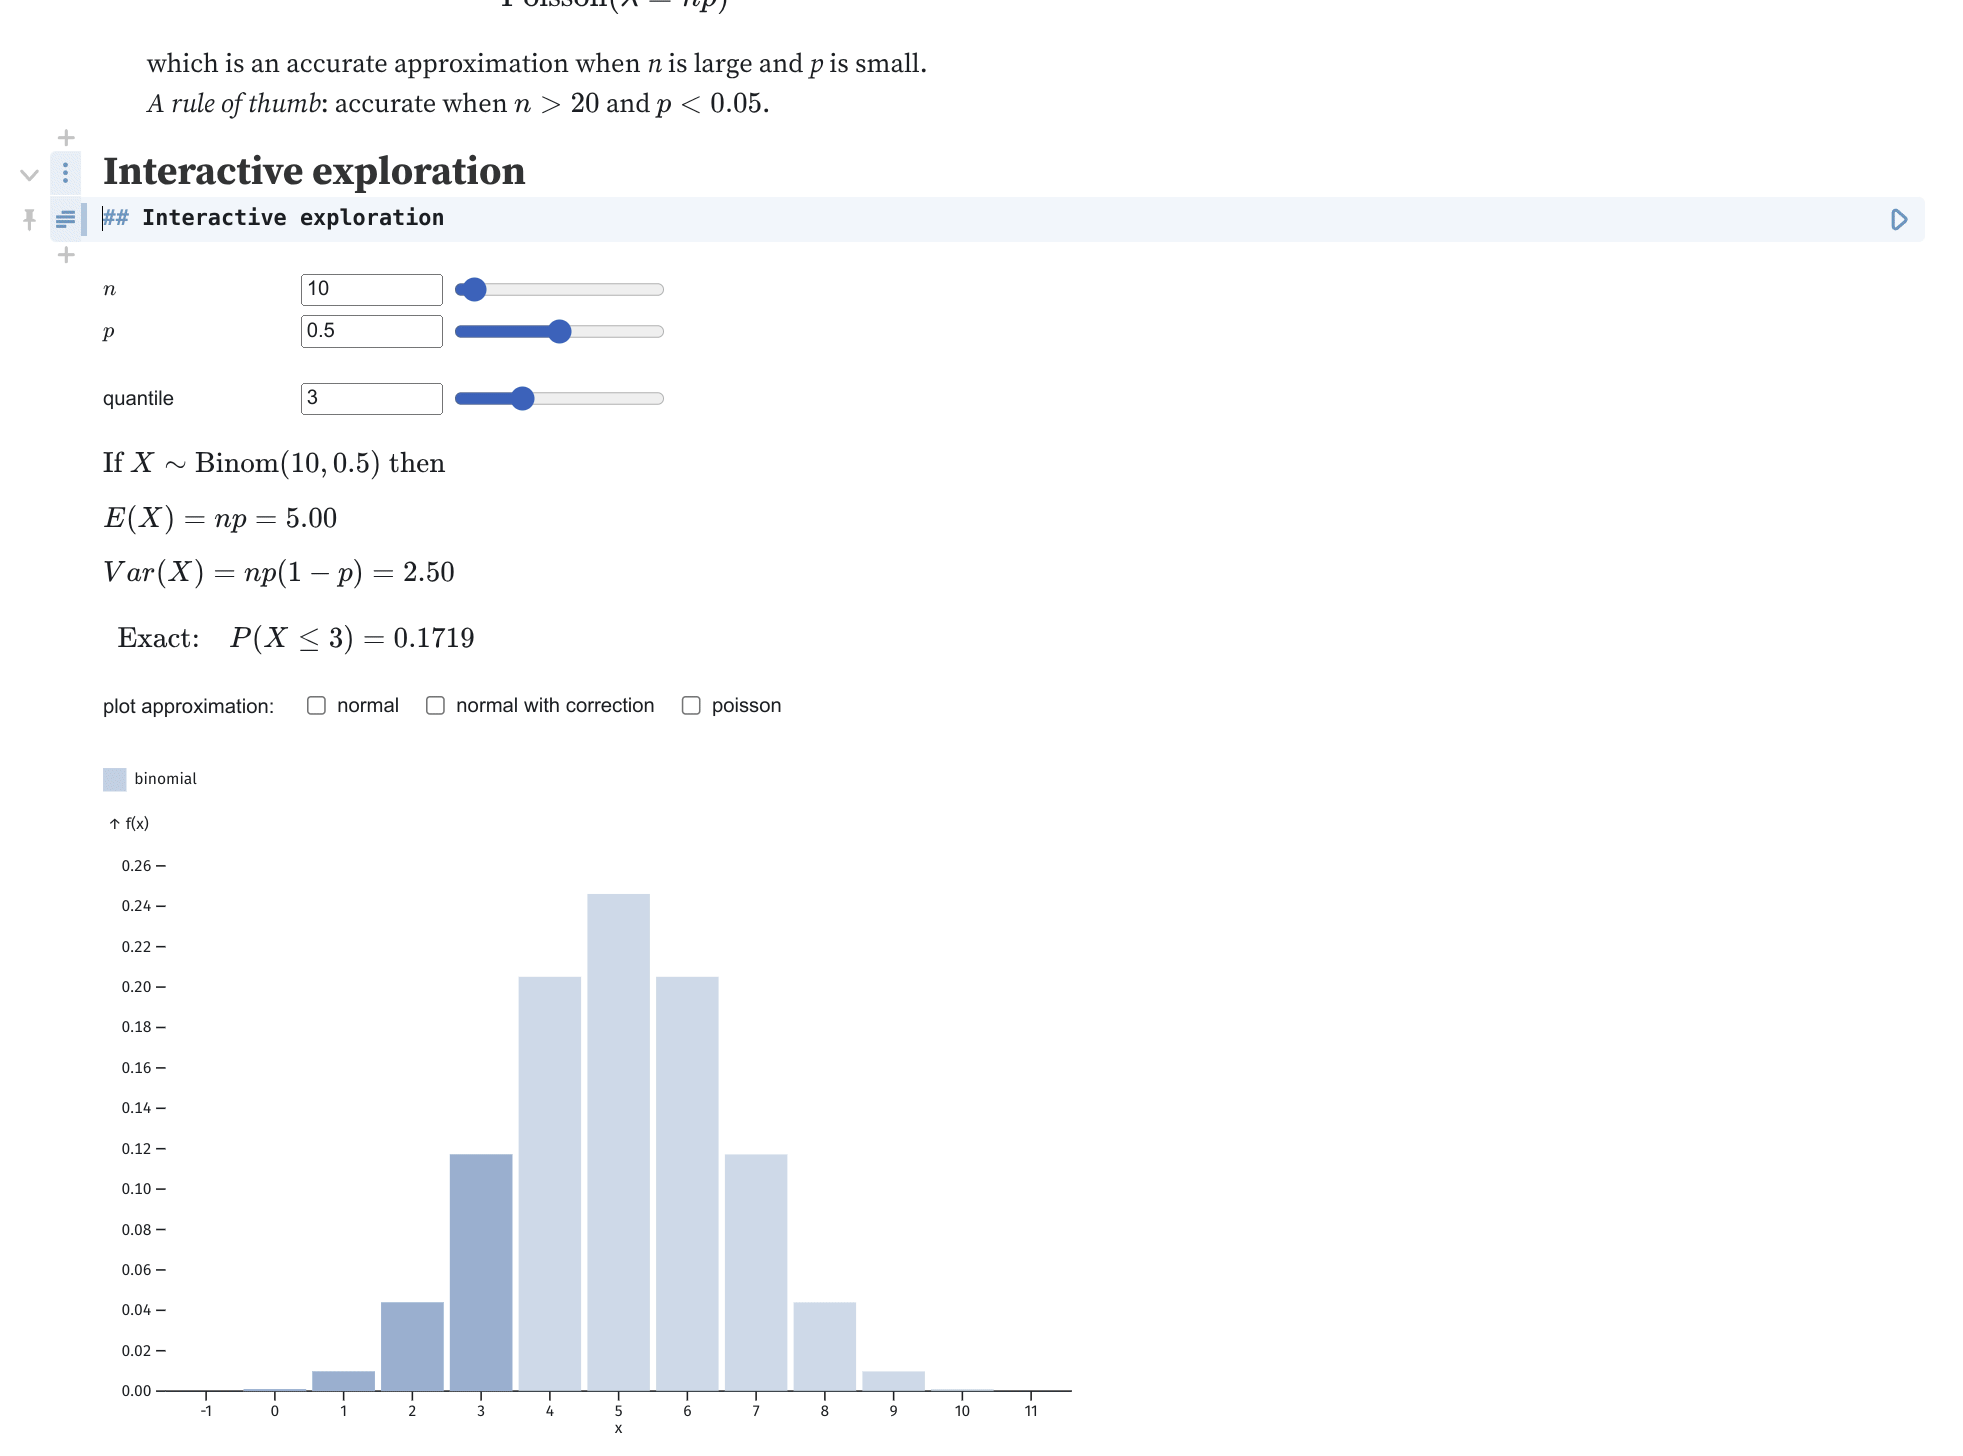 Poisson(λ = np)
which is an accurate approximation when n is large and p is small.
A rule of thumb: accurate when n > 20 and p < 0.05.
Interactive exploration
## Interactive exploration
n 10
p 0.5
quantile 3
If X ∼ Binom(10, 0.5) then
E(X) = np = 5.00
Var(X) = np(1 − p) = 2.50
Exact: P(X ≤ 3) = 0.1719
plot approximation: normal normal with correction poisson
binomial
↑ f(x)
0.26
0.24
0.22
0.20
0.18
0.16
0.14
0.12
0.10
0.08
0.06
0.04
0.02
0.00
-1 0 1 2 3 4 5 6 7 8 9 10 11
x